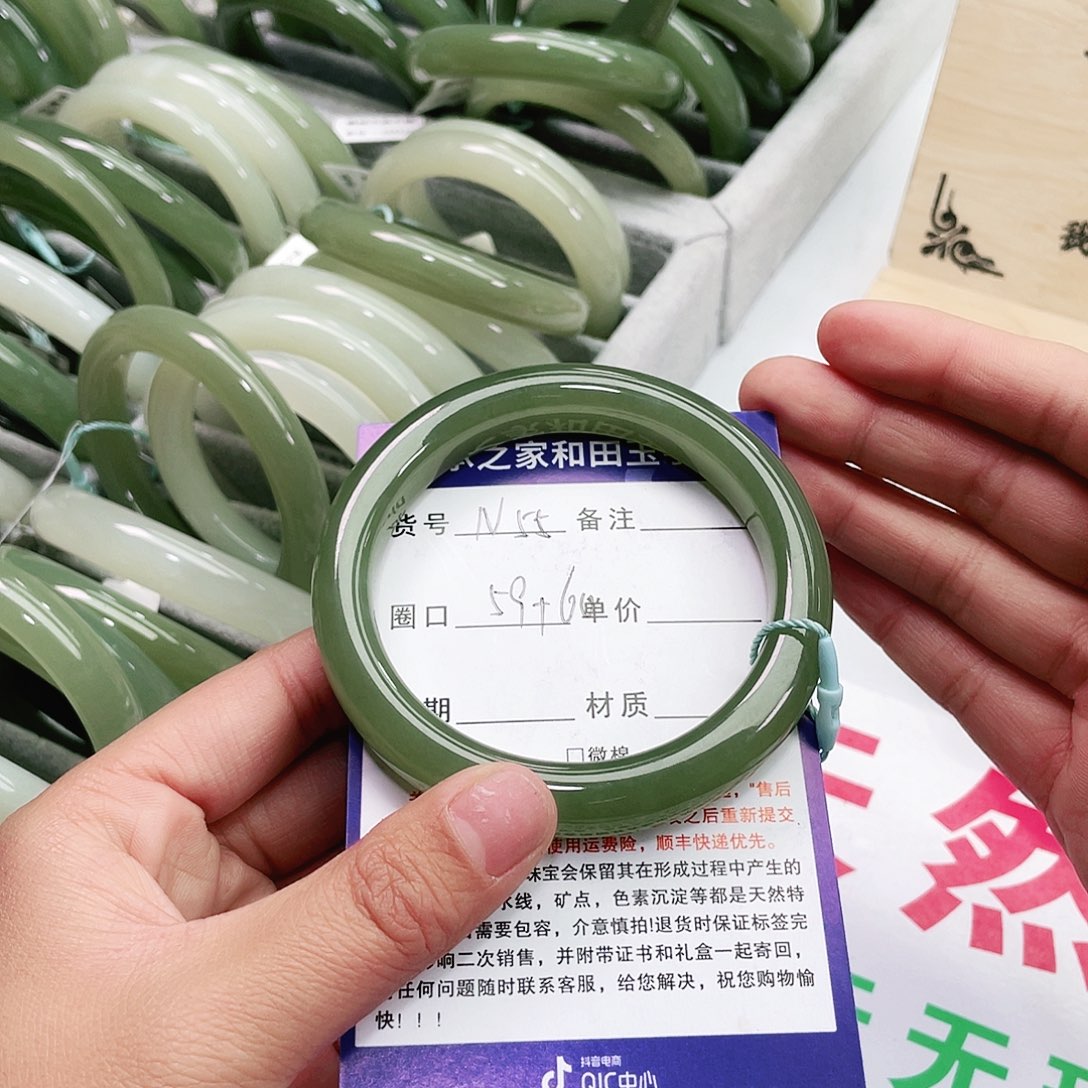 之家和田玉
货号 N55 备注
圈口 59+6 单价
期 材质
□微棉
"售后
之后重新提交
使用运费险，顺丰快递优先。
珠宝会保留其在形成过程中产生的
水线，矿点，色素沉淀等都是天然特
需要包容，介意慎拍!退货时保证标签完
响二次销售，并附带证书和礼盒一起寄回，
任何问题随时联系客服，给您解决，祝您购物愉
快!!!
抖音电商
QIC中心
我
天然
无